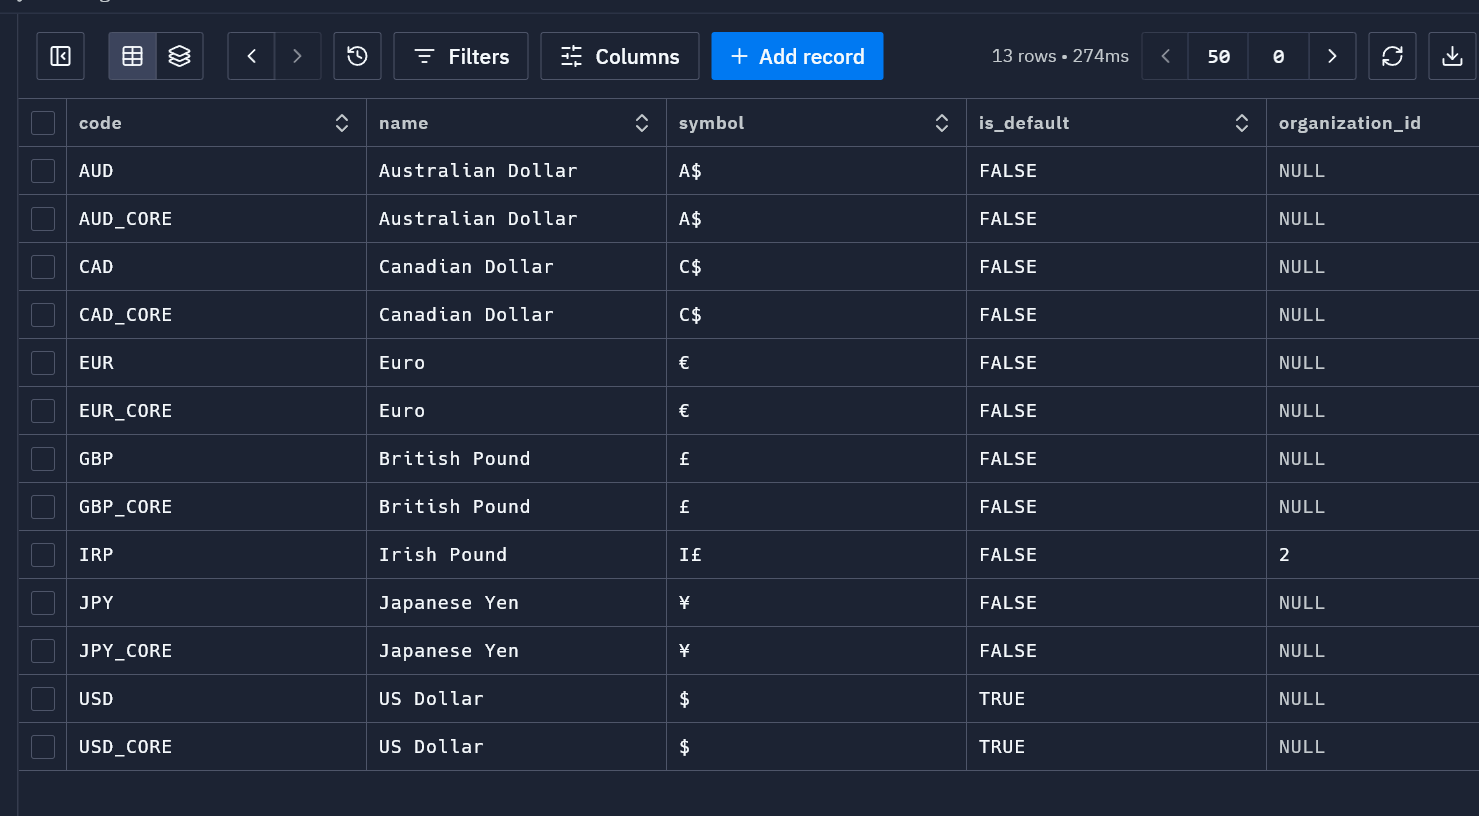 Filters Columns + Add record 13 rows • 274ms 50 0
code name symbol is_default organization_id
AUD Australian Dollar A$ FALSE NULL
AUD_CORE Australian Dollar A$ FALSE NULL
CAD Canadian Dollar C$ FALSE NULL
CAD_CORE Canadian Dollar C$ FALSE NULL
EUR Euro € FALSE NULL
EUR_CORE Euro € FALSE NULL
GBP British Pound £ FALSE NULL
GBP_CORE British Pound £ FALSE NULL
IRP Irish Pound I£ FALSE 2
JPY Japanese Yen ¥ FALSE NULL
JPY_CORE Japanese Yen ¥ FALSE NULL
USD US Dollar $ TRUE NULL
USD_CORE US Dollar $ TRUE NULL